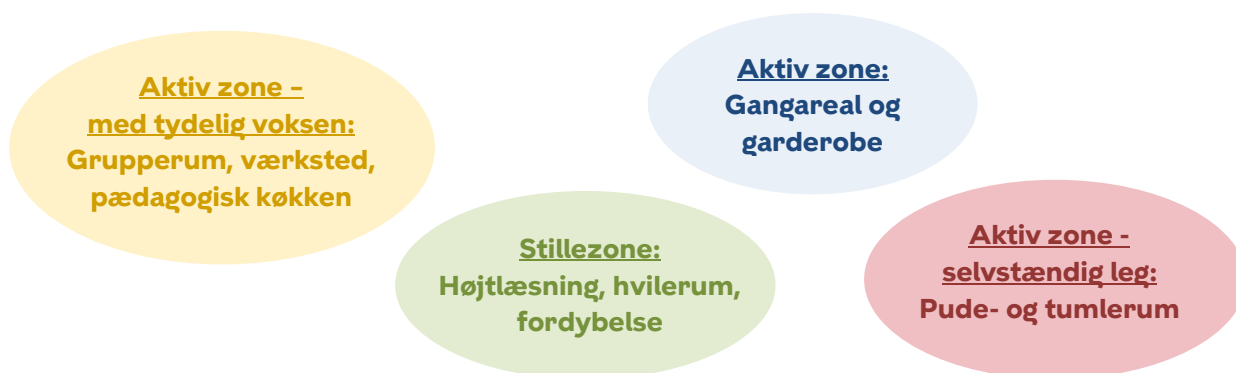 Aktiv zone –
med tydelig voksen:
Grupperum, værksted,
pædagogisk køkken
Aktiv zone:
Gangareal og
garderobe
Stillezone:
Højtlæsning, hvilerum,
fordybelse
Aktiv zone -
selvstændig leg:
Pude- og tumlerum